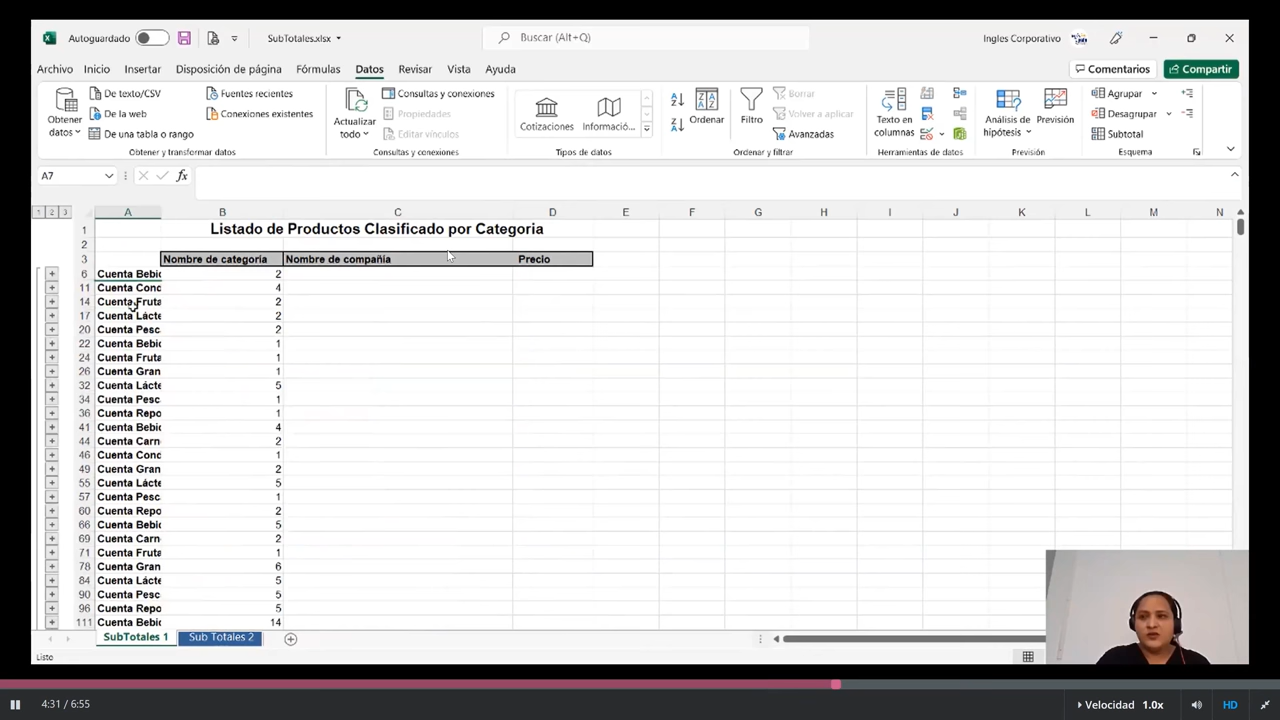 Autoguardado SubTotales.xlsx Buscar (Alt+Q) Ingles Corporativo
Archivo Inicio Insertar Disposición de página Fórmulas Datos Revisar Vista Ayuda Comentarios Compartir
Obtener datos
De texto/CSV
De la web
De una tabla o rango
Fuentes recientes
Conexiones existentes
Obtener y transformar datos
Actualizar todo
Consultas y conexiones
Propiedades
Editar vínculos
Consultas y conexiones
Cotizaciones Informació...
Tipos de datos
Ordenar
Filtro
Borrar
Volver a aplicar
Avanzadas
Ordenar y filtrar
Texto en columnas
Herramientas de datos
Análisis de hipótesis
Previsión
Previsión
Agrupar
Desagrupar
Subtotal
Esquema
A7 fx
1 2 3 A B C D E F G H I J K L M N
1 Listado de Productos Clasificado por Categoria
2
3 Nombre de categoría Nombre de compañía Precio
6 Cuenta Bebic 2
11 Cuenta Cond 4
14 Cuenta Fruta 2
17 Cuenta Lácte 2
20 Cuenta Pesc 2
22 Cuenta Bebic 1
24 Cuenta Fruta 1
26 Cuenta Gran 1
32 Cuenta Lácte 5
34 Cuenta Pesc 1
36 Cuenta Repo 1
41 Cuenta Bebic 4
44 Cuenta Carn 2
46 Cuenta Cond 1
49 Cuenta Gran 2
55 Cuenta Lácte 5
57 Cuenta Pesc 1
60 Cuenta Repo 2
66 Cuenta Bebic 5
69 Cuenta Carn 2
71 Cuenta Fruta 1
78 Cuenta Gran 6
84 Cuenta Lácte 5
90 Cuenta Pesc 5
96 Cuenta Repo 5
111 Cuenta Bebic 14
SubTotales 1 Sub Totales 2
Listo
4:31 / 6:55 Velocidad 1.0x HD